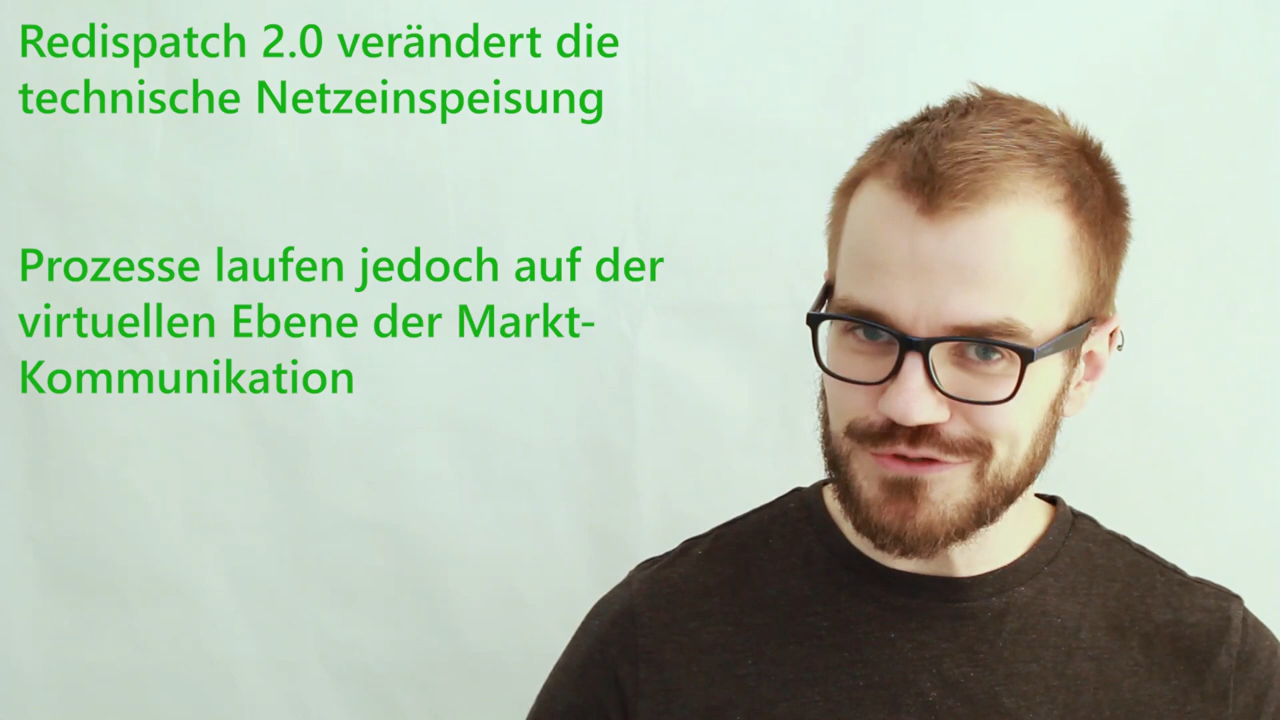 Redispatch 2.0 verändert die
technische Netzeinspeisung
Prozesse laufen jedoch auf der
virtuellen Ebene der Markt-
Kommunikation